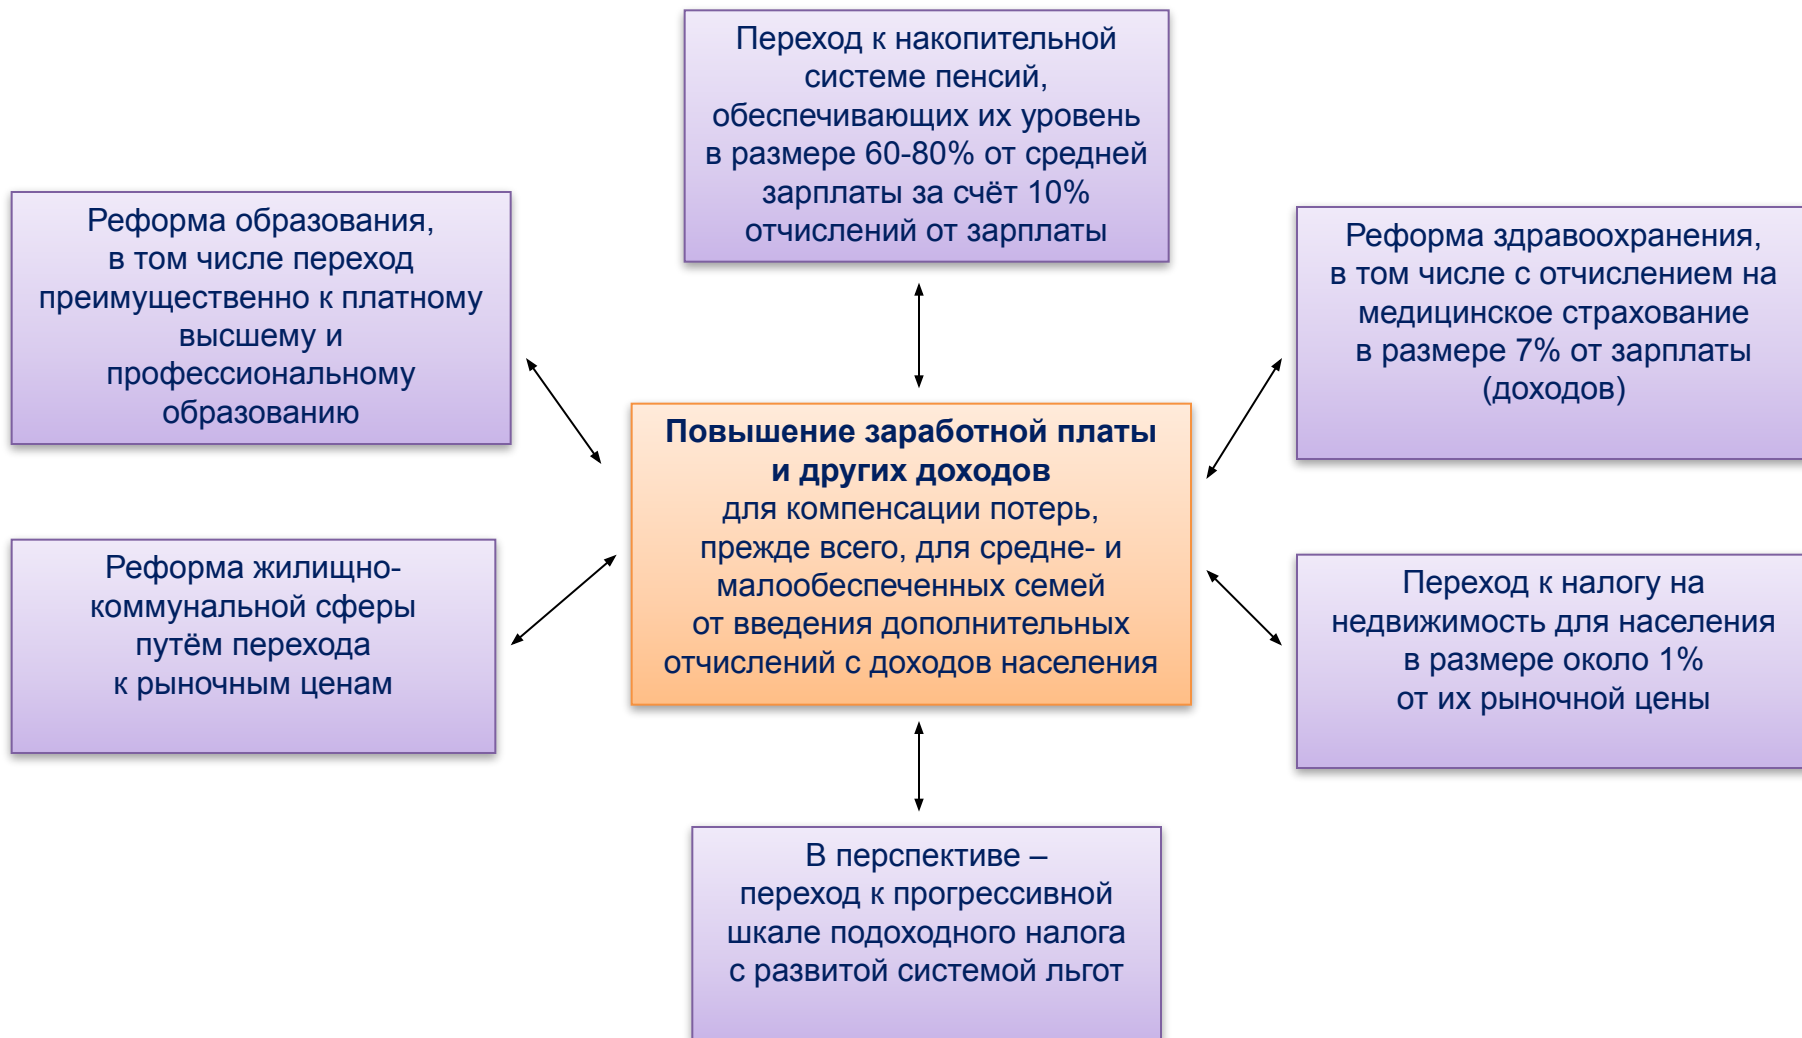 Переход к накопительной
системе пенсий,
обеспечивающих их уровень
в размере 60-80% от средней
зарплаты за счёт 10%
отчислений от зарплаты
Реформа образования,
в том числе переход
преимущественно к платному
высшему и
профессиональному
образованию
Реформа здравоохранения,
в том числе с отчислением на
медицинское страхование
в размере 7% от зарплаты
(доходов)
Повышение заработной платы
и других доходов
для компенсации потерь,
прежде всего, для средне- и
малообеспеченных семей
от введения дополнительных
отчислений с доходов населения
Реформа жилищно-
коммунальной сферы
путём перехода
к рыночным ценам
Переход к налогу на
недвижимость для населения
в размере около 1%
от их рыночной цены
В перспективе –
переход к прогрессивной
шкале подоходного налога
с развитой системой льгот